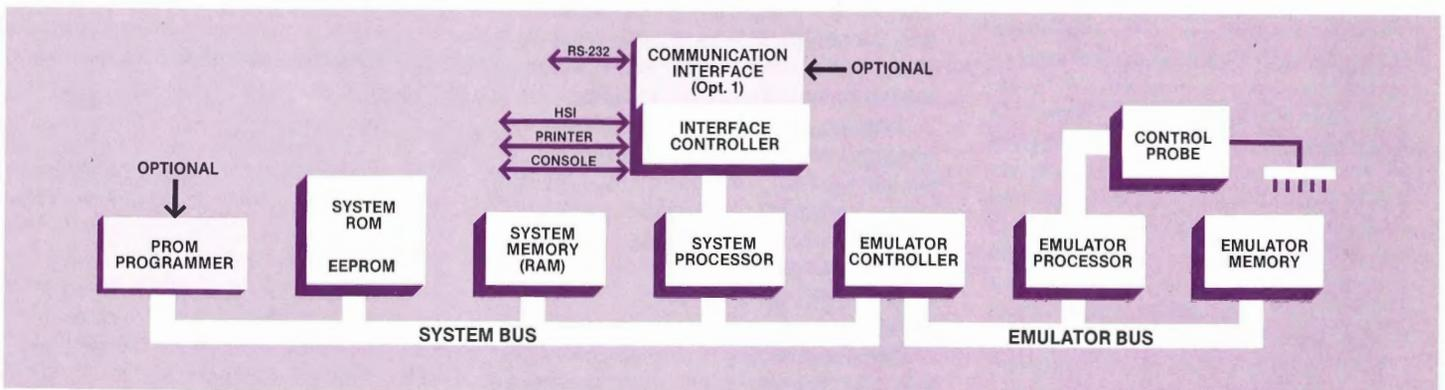 RS-232
COMMUNICATION
INTERFACE
(Opt. 1)
OPTIONAL
HSI
PRINTER
CONSOLE
INTERFACE
CONTROLLER
CONTROL
PROBE
OPTIONAL
PROM
PROGRAMMER
SYSTEM
ROM
EEPROM
SYSTEM
MEMORY
(RAM)
SYSTEM
PROCESSOR
EMULATOR
CONTROLLER
EMULATOR
PROCESSOR
EMULATOR
MEMORY
SYSTEM BUS
EMULATOR BUS